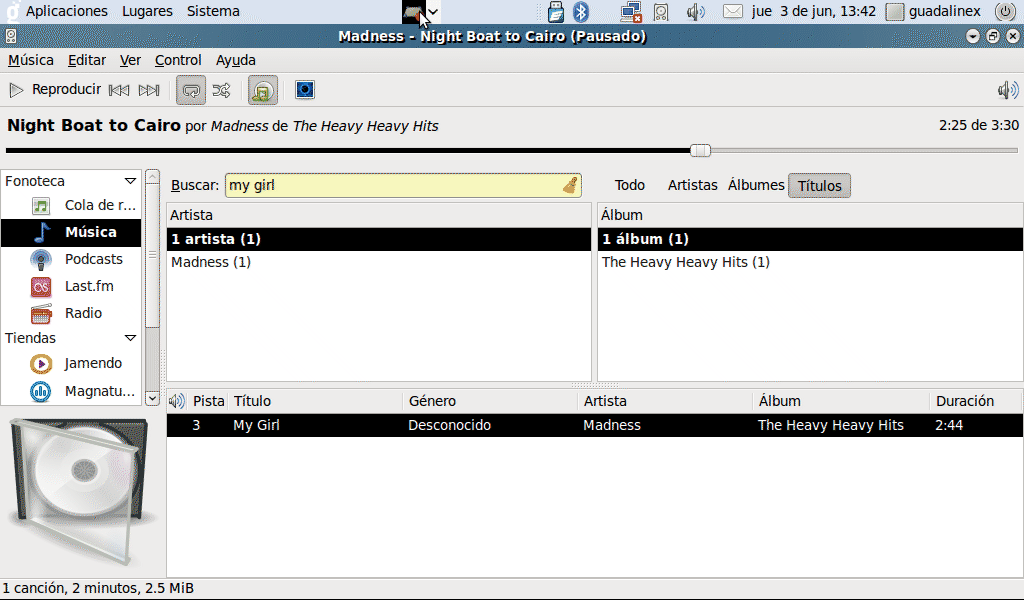 Aplicaciones Lugares Sistema jue 3 de jun, 13:42 guadalinex
Madness - Night Boat to Cairo (Pausado)
Música Editar Ver Control Ayuda
Reproducir
Night Boat to Cairo por Madness de The Heavy Heavy Hits 2:25 de 3:30
Fonoteca
Cola de r...
Música
Podcasts
Last.fm
Radio
Tiendas
Jamendo
Magnatu...
Buscar: my girl Todo Artistas Álbumes Títulos
Artista Álbum
1 artista (1) 1 álbum (1)
Madness (1) The Heavy Heavy Hits (1)
Pista Título Género Artista Álbum Duración
3 My Girl Desconocido Madness The Heavy Heavy Hits 2:44
1 canción, 2 minutos, 2.5 MiB